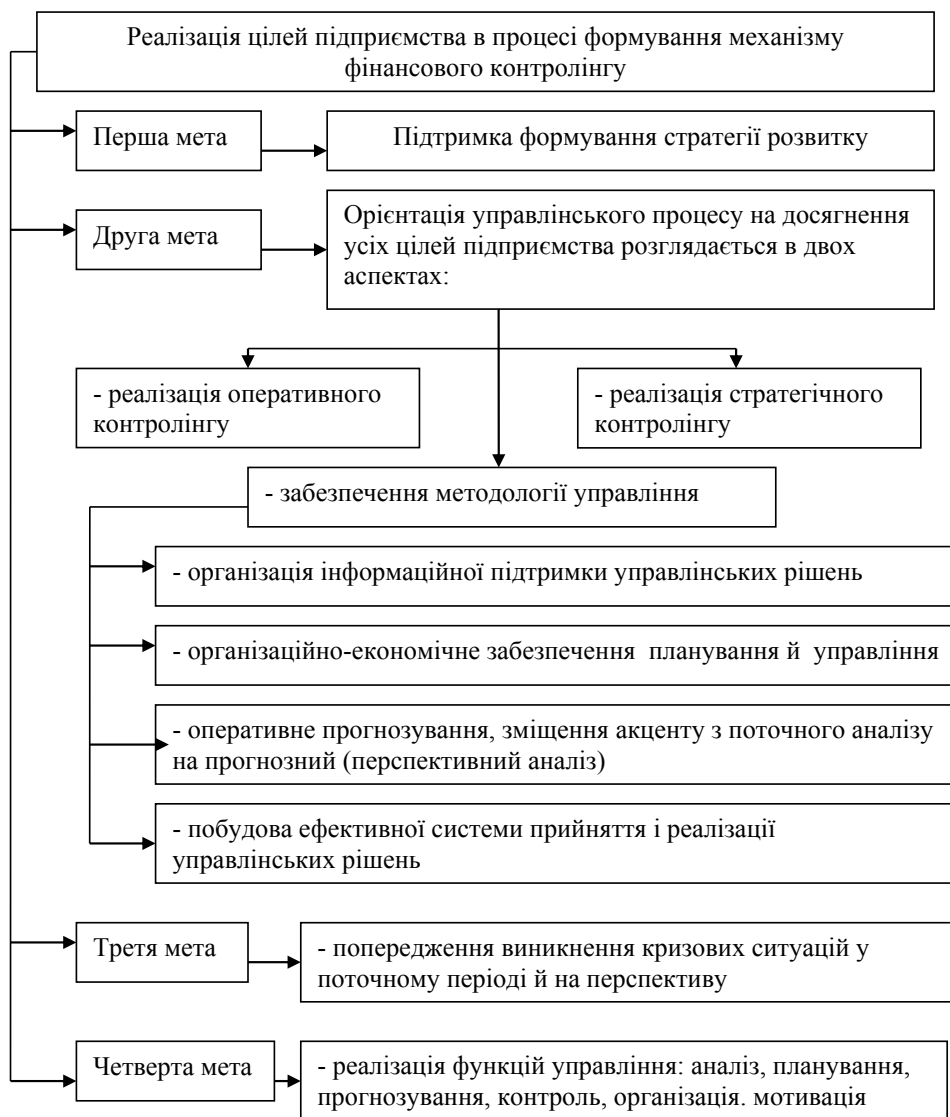 Реалізація цілей підприємства в процесі формування механізму
фінансового контролінгу
Перша мета
Підтримка формування стратегії розвитку
Друга мета
Орієнтація управлінського процесу на досягнення
усіх цілей підприємства розглядається в двох
аспектах:
- реалізація оперативного
контролінгу
- реалізація стратегічного
контролінгу
- забезпечення методології управління
- організація інформаційної підтримки управлінських рішень
- організаційно-економічне забезпечення планування й управління
- оперативне прогнозування, зміщення акценту з поточного аналізу
на прогнозний (перспективний аналіз)
- побудова ефективної системи прийняття і реалізації
управлінських рішень
Третя мета
- попередження виникнення кризових ситуацій у
поточному періоді й на перспективу
Четверта мета
- реалізація функцій управління: аналіз, планування,
прогнозування, контроль, організація. мотивація